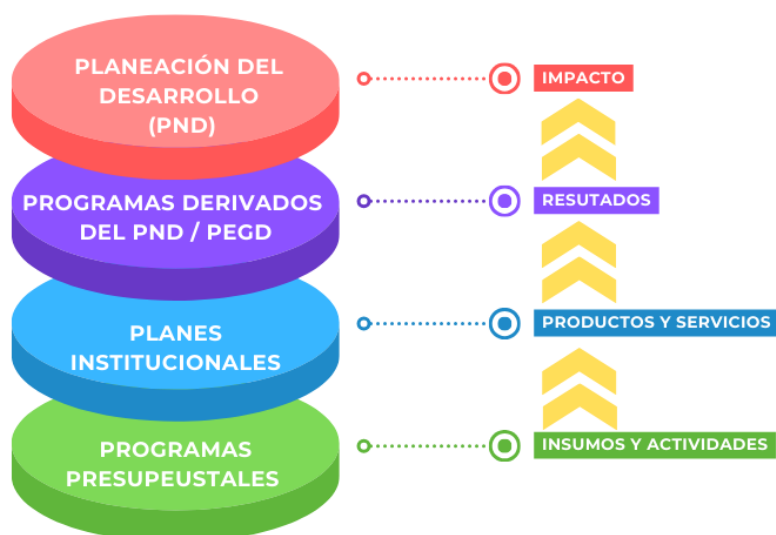 PLANEACIÓN DEL
DESARROLLO
(PND)
IMPACTO
PROGRAMAS DERIVADOS
DEL PND / PEGD
RESUTADOS
PLANES
INSTITUCIONALES
PRODUCTOS Y SERVICIOS
PROGRAMAS
PRESUPEUSTALES
INSUMOS Y ACTIVIDADES